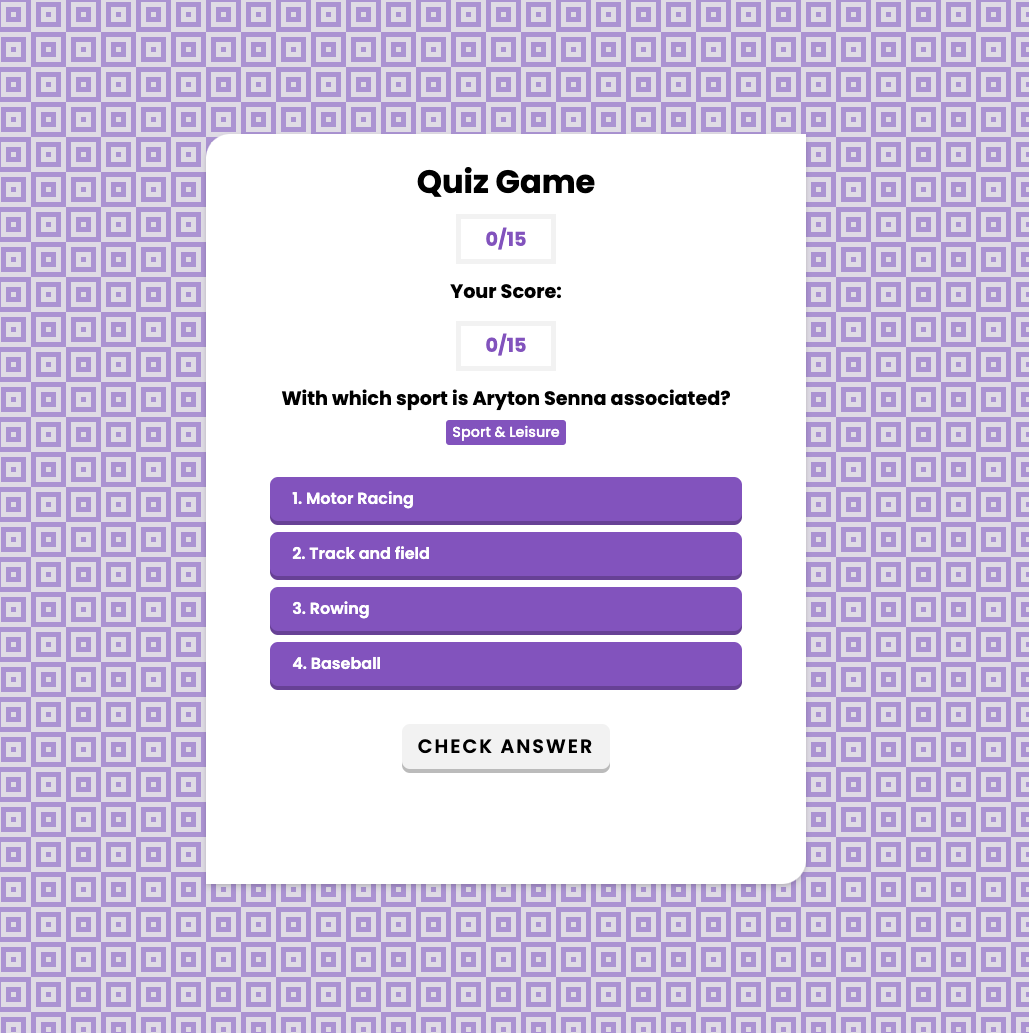 Quiz Game
0/15
Your Score:
0/15
With which sport is Aryton Senna associated?
Sport & Leisure
1. Motor Racing
2. Track and field
3. Rowing
4. Baseball
CHECK ANSWER